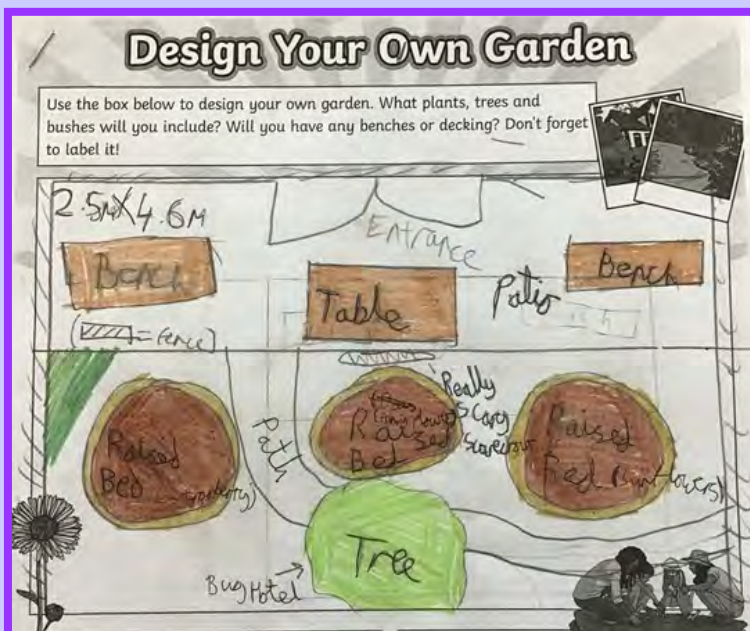 Design Your Own Garden
Use the box below to design your own garden. What plants, trees and
bushes will you include? Will you have any benches or decking? Don't forget
to label it!
2.5M X 4.6M
Entrance
Bench
Table
Patio
Bench
( = fence)
Path
Really
Scary
Raised
Bed
Raised
Bed
Raised
Bed (Sunflowers)
Tree
Bug Hotel